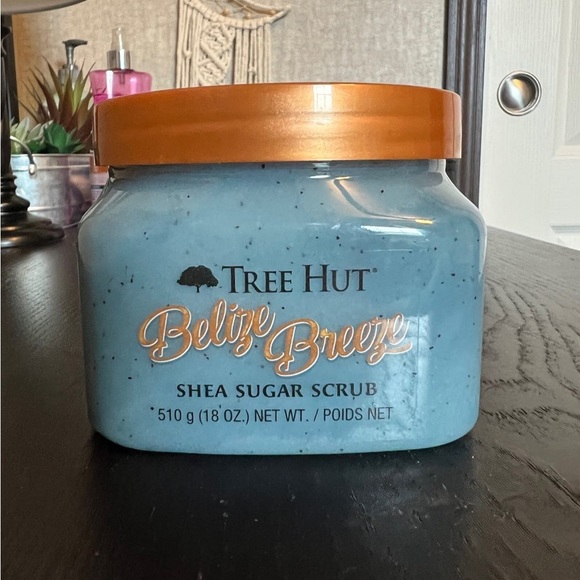 TREE HUT®
Belize Breeze
SHEA SUGAR SCRUB
510 g (18 OZ.) NET WT. / POIDS NET